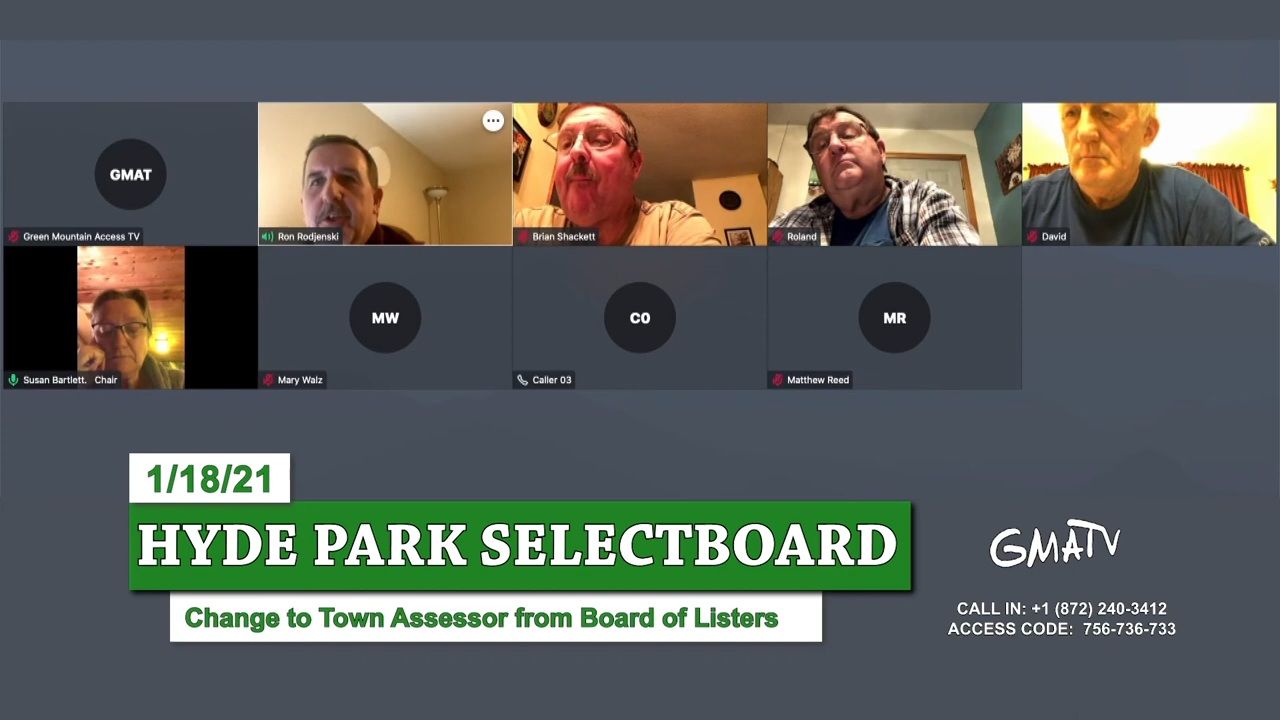 GMAT
Green Mountain Access TV
Ron Rodjenski
Brian Shackett
Roland
David
Susan Bartlett. Chair
MW
Mary Walz
C0
Caller 03
MR
Matthew Reed
1/18/21
HYDE PARK SELECTBOARD
Change to Town Assessor from Board of Listers
GMATV
CALL IN: +1 (872) 240-3412
ACCESS CODE: 756-736-733